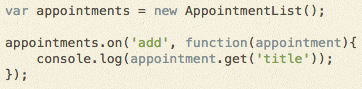 var appointments = new AppointmentList();

appointments.on('add', function(appointment){
    console.log(appointment.get('title'));
});